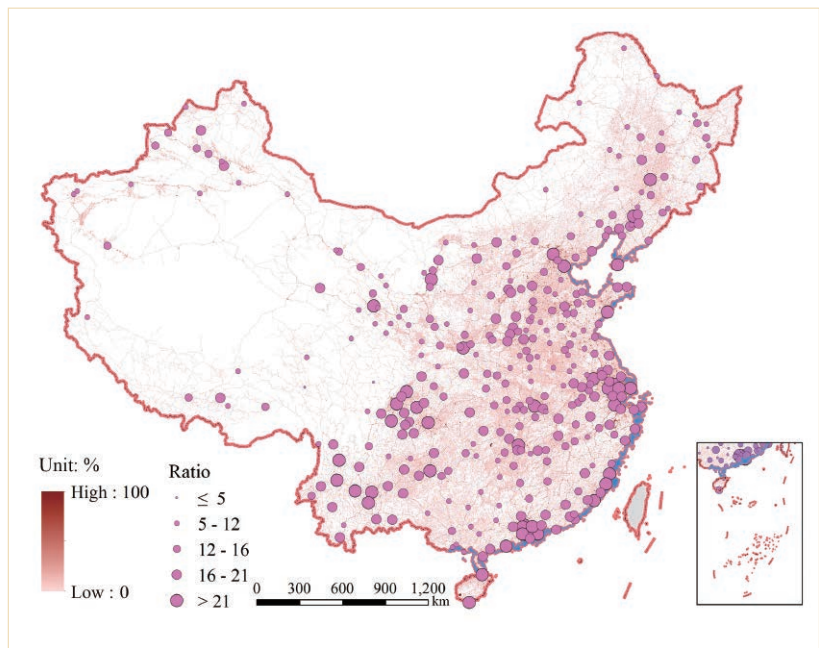 Unit: %
High : 100
Low : 0
Ratio
≤ 5
5 - 12
12 - 16
16 - 21
> 21
0 300 600 900 1,200
km